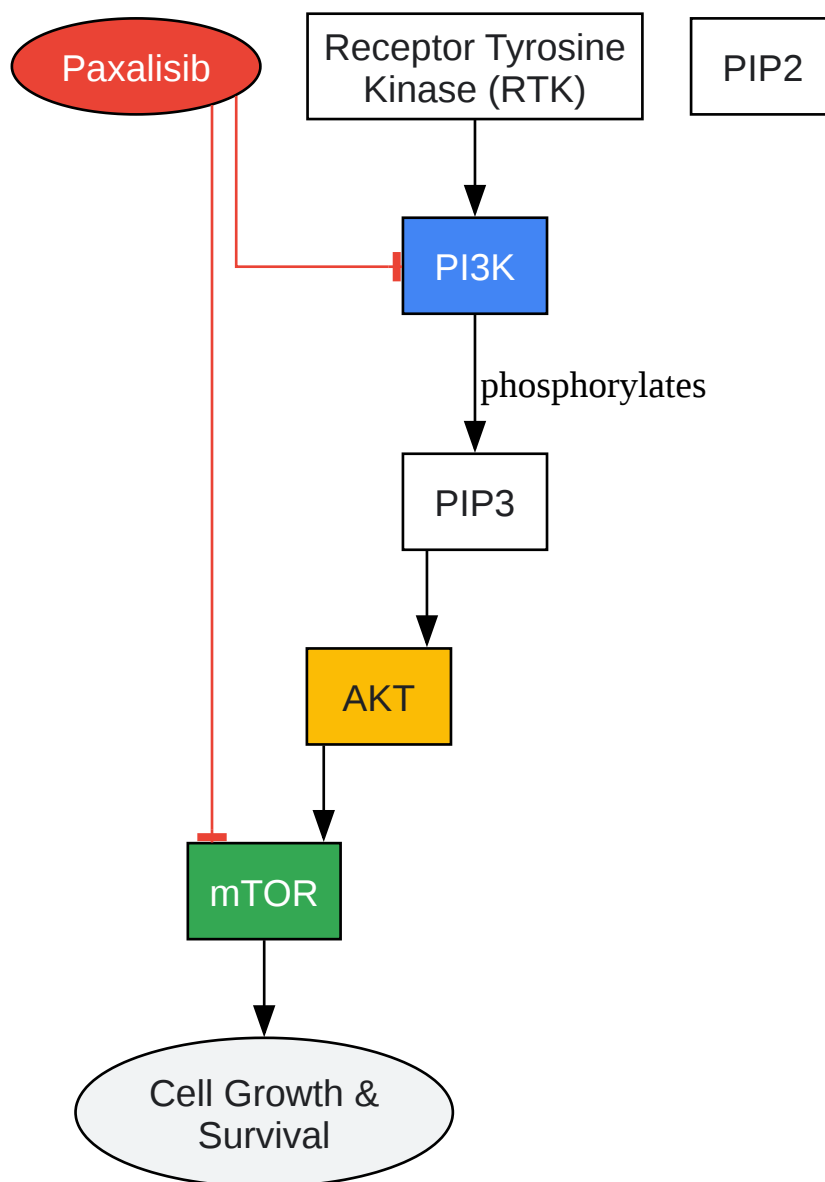 Paxalisib
Receptor Tyrosine
Kinase (RTK)
PIP2
PI3K
phosphorylates
PIP3
AKT
mTOR
Cell Growth &
Survival